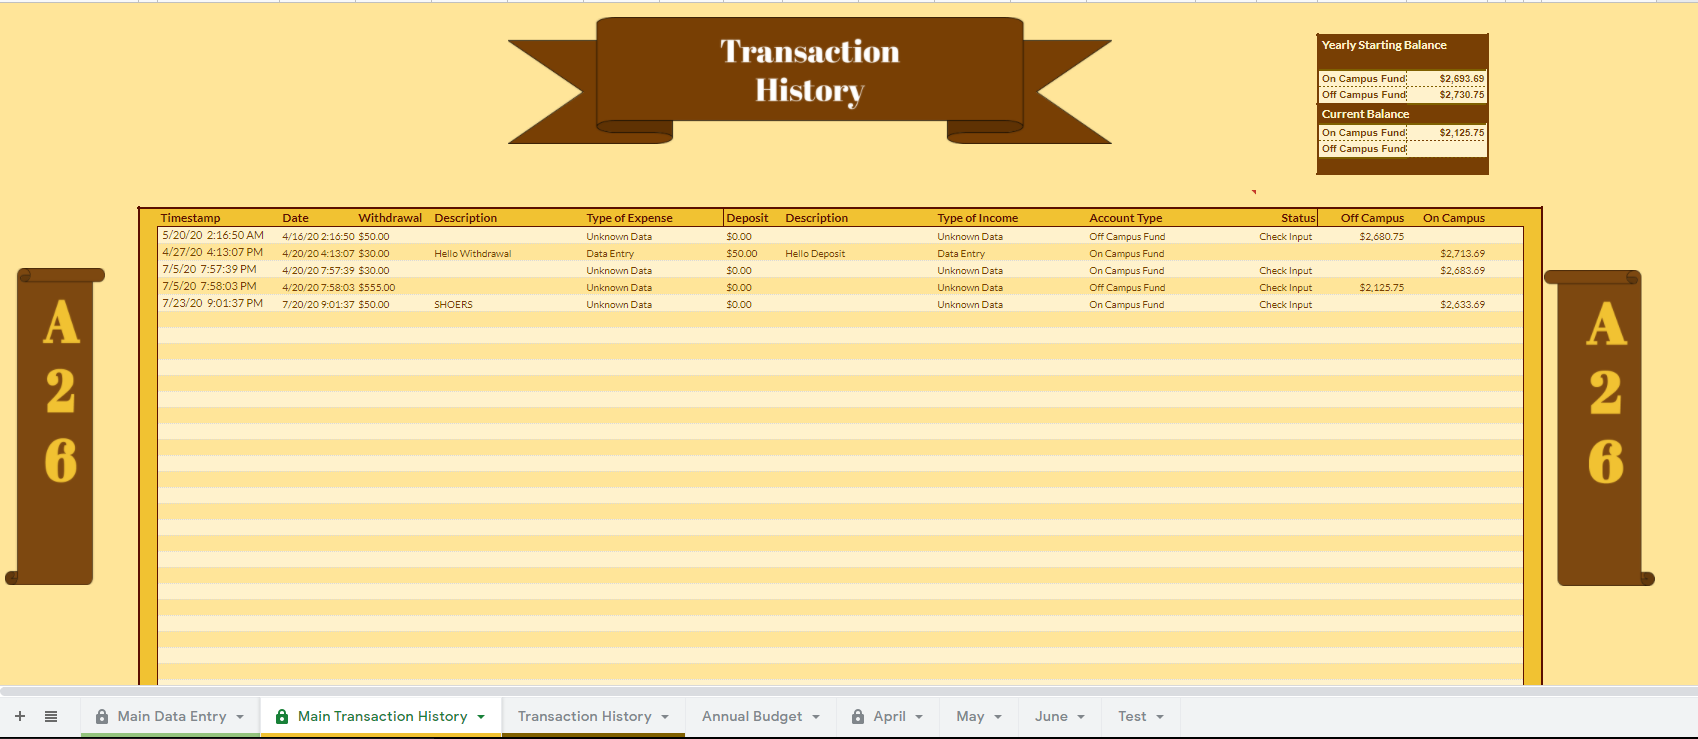 Transaction
History
Yearly Starting Balance
On Campus Fund $2,693.69
Off Campus Fund $2,730.75
Current Balance
On Campus Fund $2,125.75
Off Campus Fund
Timestamp Date Withdrawal Description Type of Expense Deposit Description Type of Income Account Type Status Off Campus On Campus
5/20/20 2:16:50 AM 4/16/20 2:16:50 $50.00 Unknown Data $0.00 Unknown Data Off Campus Fund Check Input $2,680.75
4/27/20 4:13:07 PM 4/20/20 4:13:07 $30.00 Hello Withdrawal Data Entry $50.00 Hello Deposit Data Entry On Campus Fund $2,713.69
7/5/20 7:57:39 PM 4/20/20 7:57:39 $30.00 Unknown Data $0.00 Unknown Data On Campus Fund Check Input $2,683.69
7/5/20 7:58:03 PM 4/20/20 7:58:03 $555.00 Unknown Data $0.00 Unknown Data Off Campus Fund Check Input $2,125.75
7/23/20 9:01:37 PM 7/20/20 9:01:37 $50.00 SHOERS Unknown Data $0.00 Unknown Data On Campus Fund Check Input $2,633.69
A
2
6
A
2
6
Main Data Entry Main Transaction History Transaction History Annual Budget April May June Test